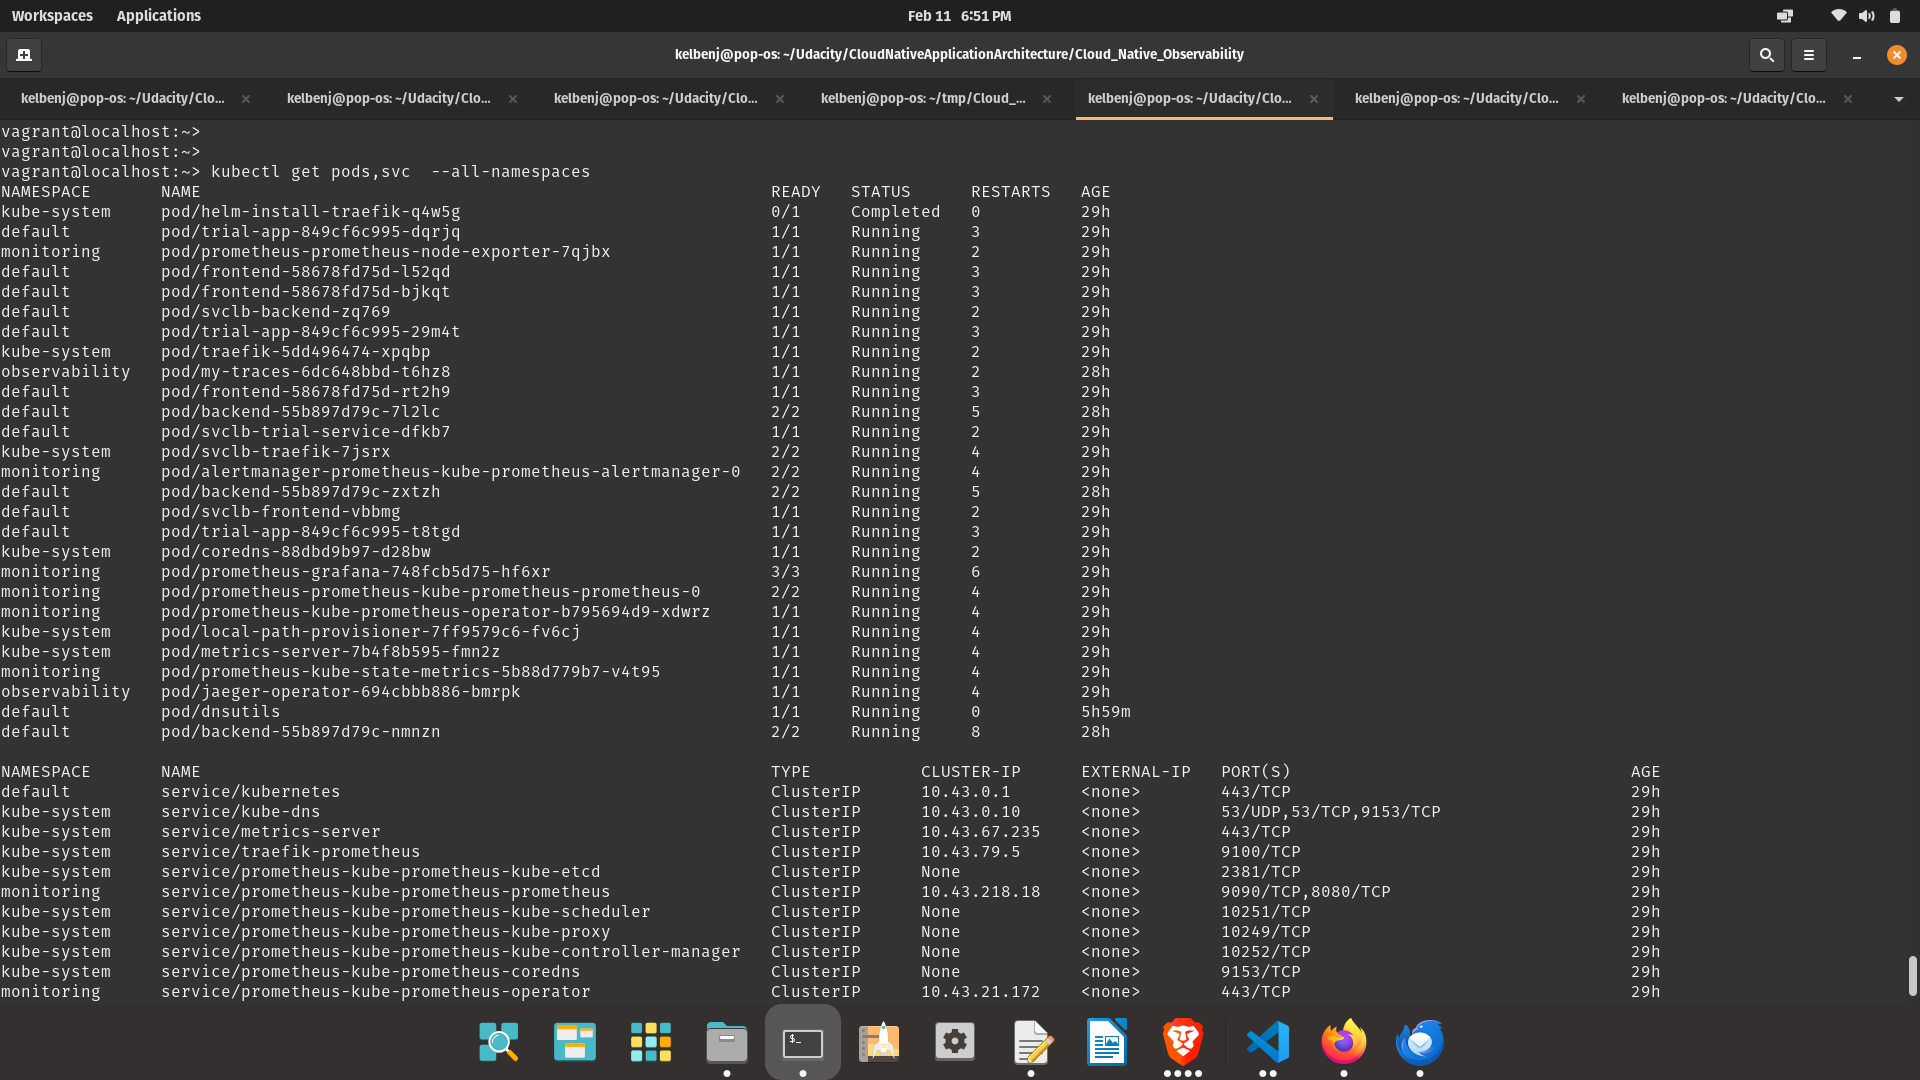 Workspaces Applications Feb 11 6:51 PM
kelbenj@pop-os: ~/Udacity/CloudNativeApplicationArchitecture/Cloud_Native_Observability
kelbenj@pop-os: ~/Udacity/Clo... kelbenj@pop-os: ~/Udacity/Clo... kelbenj@pop-os: ~/Udacity/Clo... kelbenj@pop-os: ~/tmp/Cloud_... kelbenj@pop-os: ~/Udacity/Clo... kelbenj@pop-os: ~/Udacity/Clo... kelbenj@pop-os: ~/Udacity/Clo...
vagrant@localhost:~>
vagrant@localhost:~>
vagrant@localhost:~> kubectl get pods,svc  --all-namespaces
NAMESPACE NAME READY STATUS RESTARTS AGE
kube-system pod/helm-install-traefik-q4w5g 0/1 Completed 0 29h
default pod/trial-app-849cf6c995-dqrjq 1/1 Running 3 29h
monitoring pod/prometheus-prometheus-node-exporter-7qjbx 1/1 Running 2 29h
default pod/frontend-58678fd75d-l52qd 1/1 Running 3 29h
default pod/frontend-58678fd75d-bjkqt 1/1 Running 3 29h
default pod/svclb-backend-zq769 1/1 Running 2 29h
default pod/trial-app-849cf6c995-29m4t 1/1 Running 3 29h
kube-system pod/traefik-5dd496474-xpqbp 1/1 Running 2 29h
observability pod/my-traces-6dc648bbd-t6hz8 1/1 Running 2 28h
default pod/frontend-58678fd75d-rt2h9 1/1 Running 3 29h
default pod/backend-55b897d79c-7l2lc 2/2 Running 5 28h
default pod/svclb-trial-service-dfkb7 1/1 Running 2 29h
kube-system pod/svclb-traefik-7jsrx 2/2 Running 4 29h
monitoring pod/alertmanager-prometheus-kube-prometheus-alertmanager-0 2/2 Running 4 29h
default pod/backend-55b897d79c-zxtzh 2/2 Running 5 28h
default pod/svclb-frontend-vbbmg 1/1 Running 2 29h
default pod/trial-app-849cf6c995-t8tgd 1/1 Running 3 29h
kube-system pod/coredns-88dbd9b97-d28bw 1/1 Running 2 29h
monitoring pod/prometheus-grafana-748fcb5d75-hf6xr 3/3 Running 6 29h
monitoring pod/prometheus-prometheus-kube-prometheus-prometheus-0 2/2 Running 4 29h
monitoring pod/prometheus-kube-prometheus-operator-b795694d9-xdwrz 1/1 Running 4 29h
kube-system pod/local-path-provisioner-7ff9579c6-fv6cj 1/1 Running 4 29h
kube-system pod/metrics-server-7b4f8b595-fmn2z 1/1 Running 4 29h
monitoring pod/prometheus-kube-state-metrics-5b88d779b7-v4t95 1/1 Running 4 29h
observability pod/jaeger-operator-694cbbb886-bmrpk 1/1 Running 4 29h
default pod/dnsutils 1/1 Running 0 5h59m
default pod/backend-55b897d79c-nmnzn 2/2 Running 8 28h
NAMESPACE NAME TYPE CLUSTER-IP EXTERNAL-IP PORT(S) AGE
default service/kubernetes ClusterIP 10.43.0.1 <none> 443/TCP 29h
kube-system service/kube-dns ClusterIP 10.43.0.10 <none> 53/UDP,53/TCP,9153/TCP 29h
kube-system service/metrics-server ClusterIP 10.43.67.235 <none> 443/TCP 29h
kube-system service/traefik-prometheus ClusterIP 10.43.79.5 <none> 9100/TCP 29h
kube-system service/prometheus-kube-prometheus-kube-etcd ClusterIP None <none> 2381/TCP 29h
monitoring service/prometheus-kube-prometheus-prometheus ClusterIP 10.43.218.18 <none> 9090/TCP,8080/TCP 29h
kube-system service/prometheus-kube-prometheus-kube-scheduler ClusterIP None <none> 10251/TCP 29h
kube-system service/prometheus-kube-prometheus-kube-proxy ClusterIP None <none> 10249/TCP 29h
kube-system service/prometheus-kube-prometheus-kube-controller-manager ClusterIP None <none> 10252/TCP 29h
kube-system service/prometheus-kube-prometheus-coredns ClusterIP None <none> 9153/TCP 29h
monitoring service/prometheus-kube-prometheus-operator ClusterIP 10.43.21.172 <none> 443/TCP 29h
$_